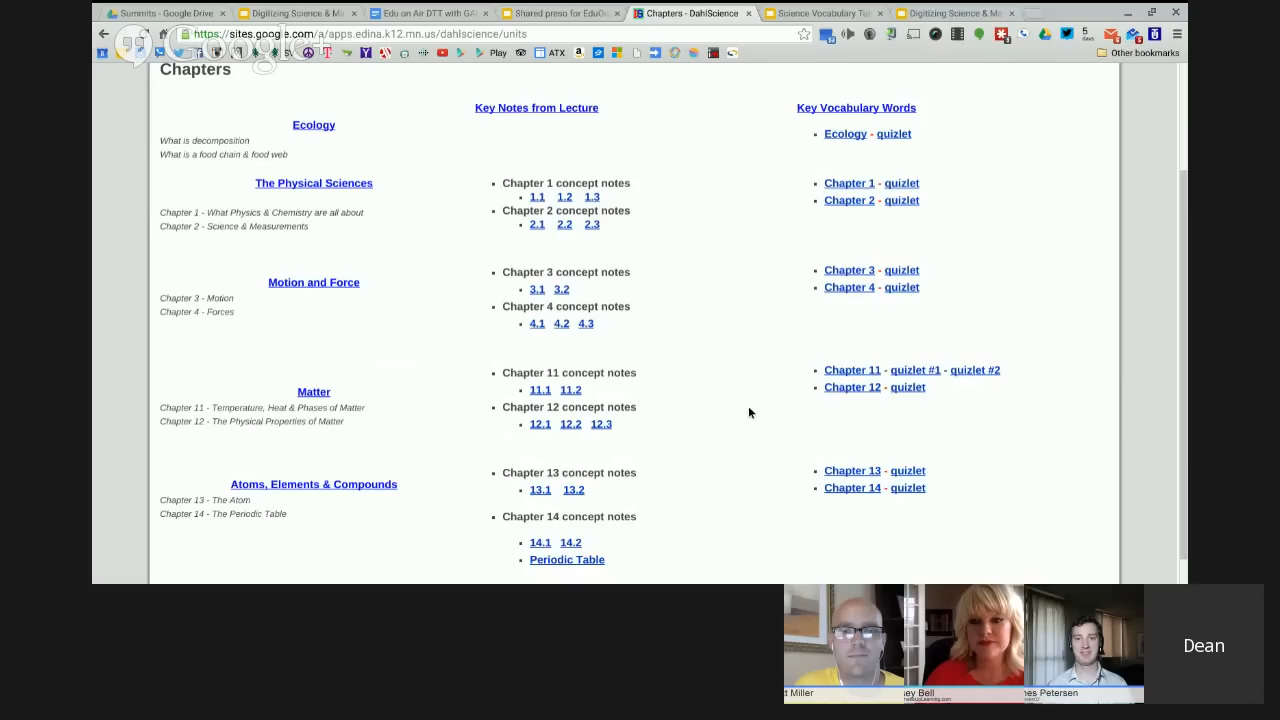 Summits - Google Drive
Digitizing Science & M
Edu on Air DTT with GA
Shared preso for EduO
Chapters - DahlScience
Science Vocabulary Tu
Digitizing Science & M
https://sites.google.com/a/apps.edina.k12.mn.us/dahlscience/units
Google+
Play
ATX
Other bookmarks
Chapters
Key Notes from Lecture
Key Vocabulary Words
Ecology
What is decomposition
What is a food chain & food web
Ecology - quizlet
The Physical Sciences
Chapter 1 - What Physics & Chemistry are all about
Chapter 2 - Science & Measurements
Chapter 1 concept notes
1.1 1.2 1.3
Chapter 2 concept notes
2.1 2.2 2.3
Chapter 1 - quizlet
Chapter 2 - quizlet
Motion and Force
Chapter 3 - Motion
Chapter 4 - Forces
Chapter 3 concept notes
3.1 3.2
Chapter 4 concept notes
4.1 4.2 4.3
Chapter 3 - quizlet
Chapter 4 - quizlet
Matter
Chapter 11 - Temperature, Heat & Phases of Matter
Chapter 12 - The Physical Properties of Matter
Chapter 11 concept notes
11.1 11.2
Chapter 12 concept notes
12.1 12.2 12.3
Chapter 11 - quizlet #1 - quizlet #2
Chapter 12 - quizlet
Atoms, Elements & Compounds
Chapter 13 - The Atom
Chapter 14 - The Periodic Table
Chapter 13 concept notes
13.1 13.2
Chapter 14 concept notes
14.1 14.2
Periodic Table
Chapter 13 - quizlet
Chapter 14 - quizlet
Dean
tt Miller
sey Bell
nes Petersen